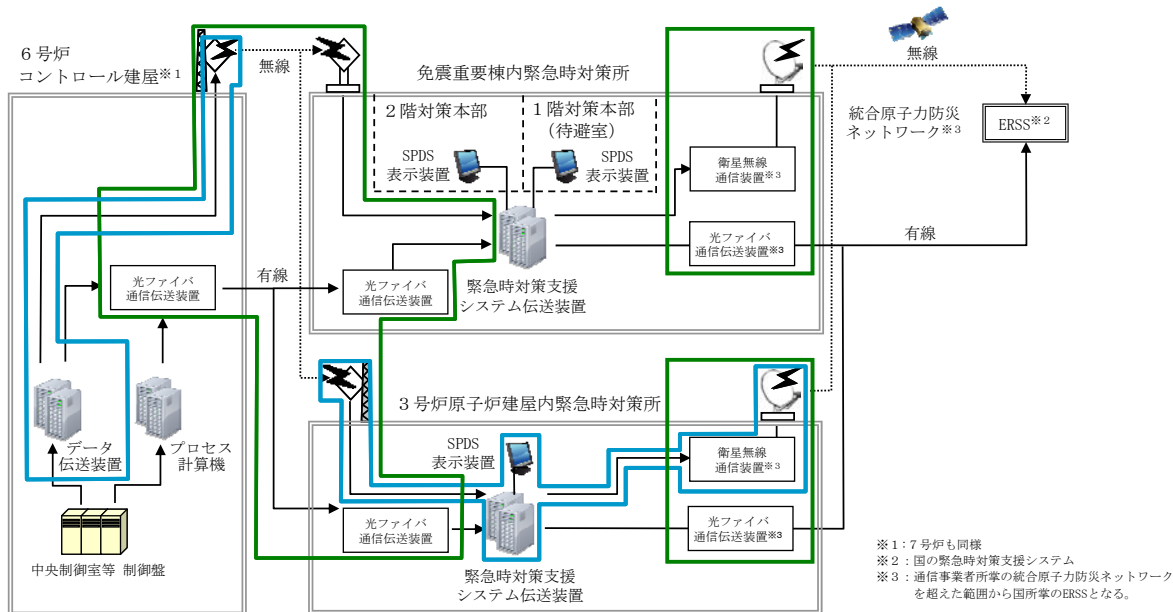 6号炉
コントロール建屋※1
無線
免震重要棟内緊急時対策所
無線
2階対策本部
1階対策本部
(待避室)
SPDS
表示装置
SPDS
表示装置
衛星無線
通信装置※3
統合原子力防災
ネットワーク※3
ERSS※2
光ファイバ
通信伝送装置※3
有線
光ファイバ
通信伝送装置
有線
光ファイバ
通信伝送装置
緊急時対策支援
システム伝送装置
3号炉原子炉建屋内緊急時対策所
データ
伝送装置
プロセス
計算機
SPDS
表示装置
衛星無線
通信装置※3
光ファイバ
通信伝送装置
光ファイバ
通信伝送装置※3
緊急時対策支援
システム伝送装置
中央制御室等 制御盤
※1：7号炉も同様
※2：国の緊急時対策支援システム
※3：通信事業者所掌の統合原子力防災ネットワーク
を超えた範囲から国所掌のERSSとなる。